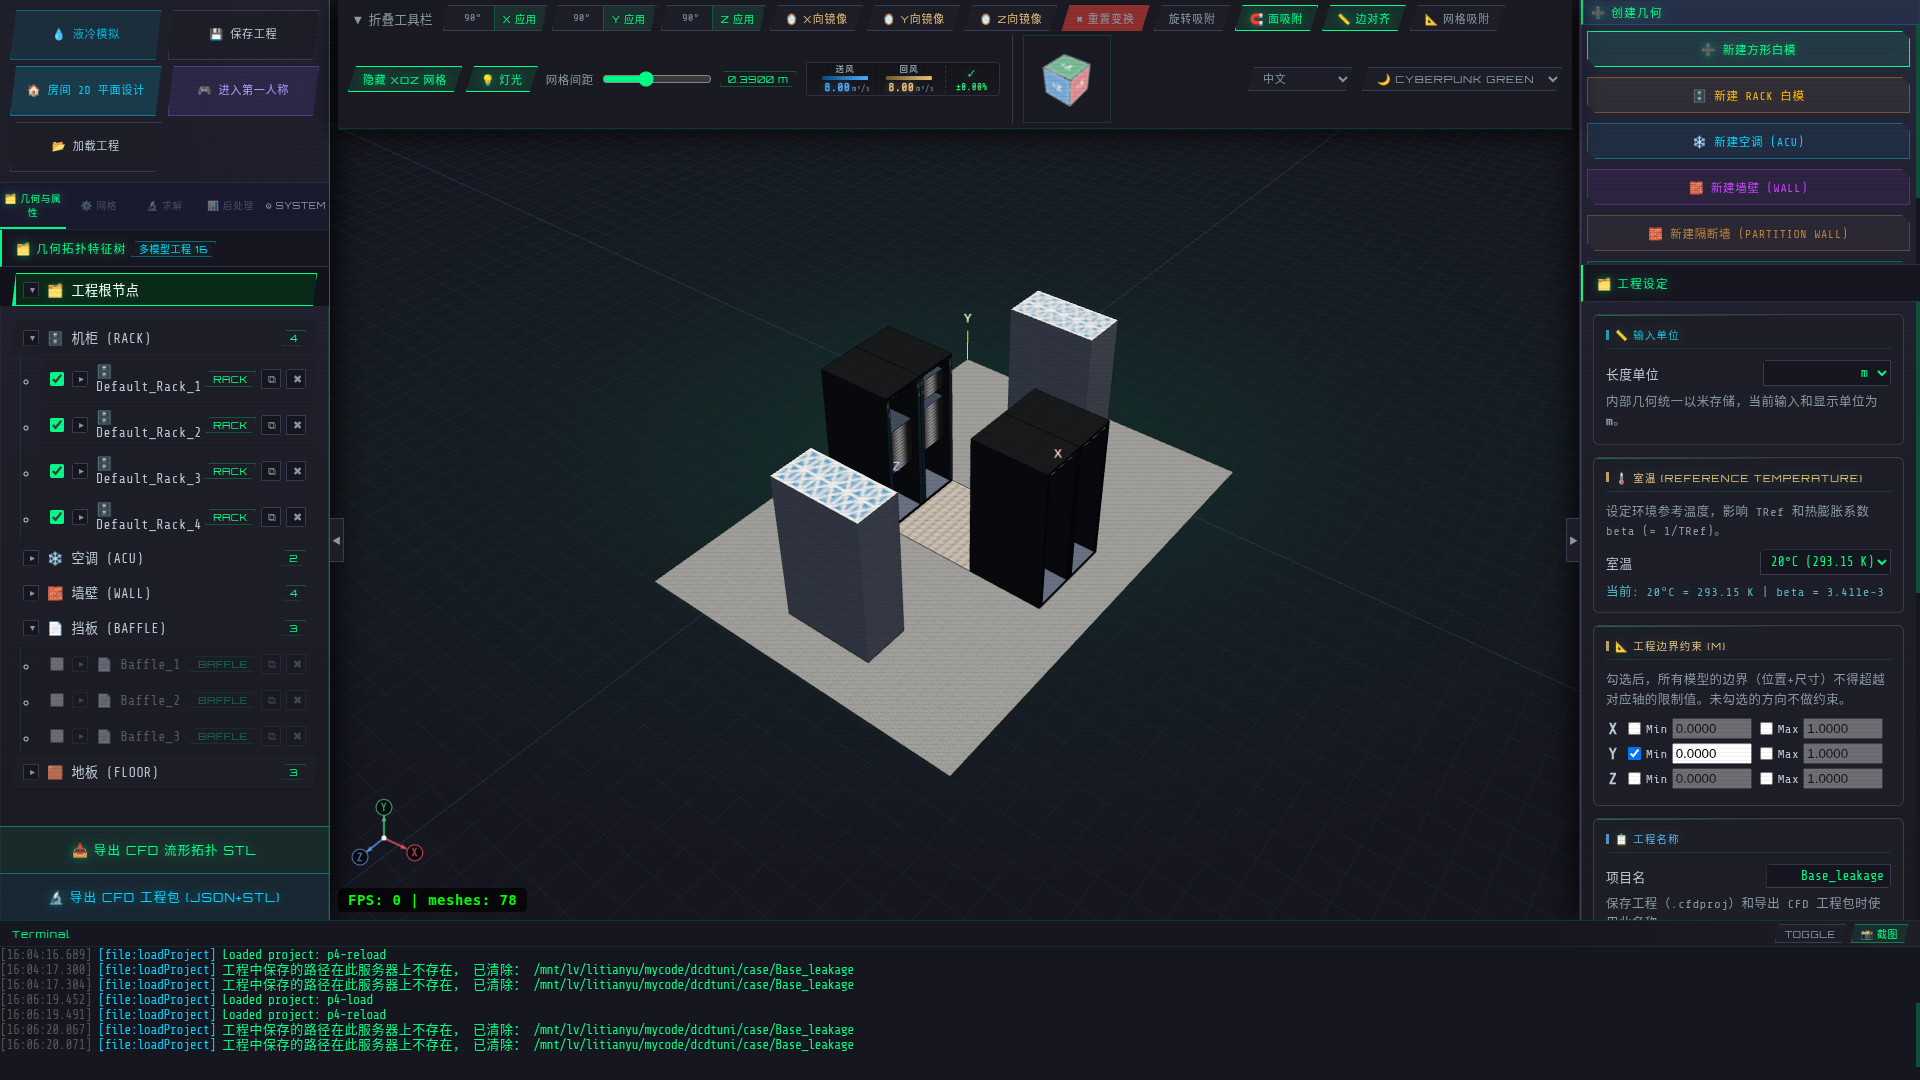 💧 液冷模拟
💾 保存工程
🏠 房间 2D 平面设计
🎮 进入第一人称
📂 加载工程
🗂️ 几何与属性
⚙️ 网格
🔬 求解
📊 后处理
⚙ SYSTEM
🗂️ 几何拓扑特征树 多模型工程 16
▾ 🗂️ 工程根节点
▾ 🗄️ 机柜 (RACK) 4
Default_Rack_1 RACK
Default_Rack_2 RACK
Default_Rack_3 RACK
Default_Rack_4 RACK
▸ ❄️ 空调 (ACU) 2
▸ 🧱 墙壁 (WALL) 4
▾ 📄 挡板 (BAFFLE) 3
Baffle_1 BAFFLE
Baffle_2 BAFFLE
Baffle_3 BAFFLE
▸ 🟫 地板 (FLOOR) 3
📥 导出 CFD 流形拓扑 STL
🔬 导出 CFD 工程包 (JSON+STL)
▼ 折叠工具栏
90° X 应用
90° Y 应用
90° Z 应用
🪞 X向镜像
🪞 Y向镜像
🪞 Z向镜像
✖ 重置变换
旋转吸附
🧲 面吸附
📏 边对齐
📐 网格吸附
隐藏 XOZ 网格
💡 灯光
网格间距
0.3900 m
送风
8.00 m³/s
回风
8.00 m³/s
✓
±0.00%
中文
🌙 CYBERPUNK GREEN
Y
X
Z
Y
Z
X
FPS: 0 | meshes: 78
➕ 创建几何
➕ 新建方形白模
🗄️ 新建 RACK 白模
❄️ 新建空调 (ACU)
🧱 新建墙壁 (WALL)
🧱 新建隔断墙 (PARTITION WALL)
🗂️ 工程设定
📏 输入单位
长度单位 m
内部几何统一以米存储，当前输入和显示单位为
m。
🌡️ 室温 (REFERENCE TEMPERATURE)
设定环境参考温度，影响 TRef 和热膨胀系数
beta (= 1/TRef)。
室温 20°C (293.15 K)
当前: 20°C = 293.15 K | beta = 3.411e-3
📐 工程边界约束 (M)
勾选后，所有模型的边界（位置+尺寸）不得超越
对应轴的限制值。未勾选的方向不做约束。
X Min 0.0000 Max 1.0000
Y Min 0.0000 Max 1.0000
Z Min 0.0000 Max 1.0000
📋 工程名称
项目名 Base_leakage
保存工程（.cfdproj）和导出 CFD 工程包时使
Terminal
TOGGLE
📸 截图
[16:04:16.689] [file:loadProject] Loaded project: p4-reload
[16:04:17.300] [file:loadProject] 工程中保存的路径在此服务器上不存在， 已清除： /mnt/lv/litianyu/mycode/dcdtuni/case/Base_leakage
[16:04:17.304] [file:loadProject] 工程中保存的路径在此服务器上不存在， 已清除： /mnt/lv/litianyu/mycode/dcdtuni/case/Base_leakage
[16:06:19.452] [file:loadProject] Loaded project: p4-load
[16:06:19.491] [file:loadProject] Loaded project: p4-reload
[16:06:20.067] [file:loadProject] 工程中保存的路径在此服务器上不存在， 已清除： /mnt/lv/litianyu/mycode/dcdtuni/case/Base_leakage
[16:06:20.071] [file:loadProject] 工程中保存的路径在此服务器上不存在， 已清除： /mnt/lv/litianyu/mycode/dcdtuni/case/Base_leakage